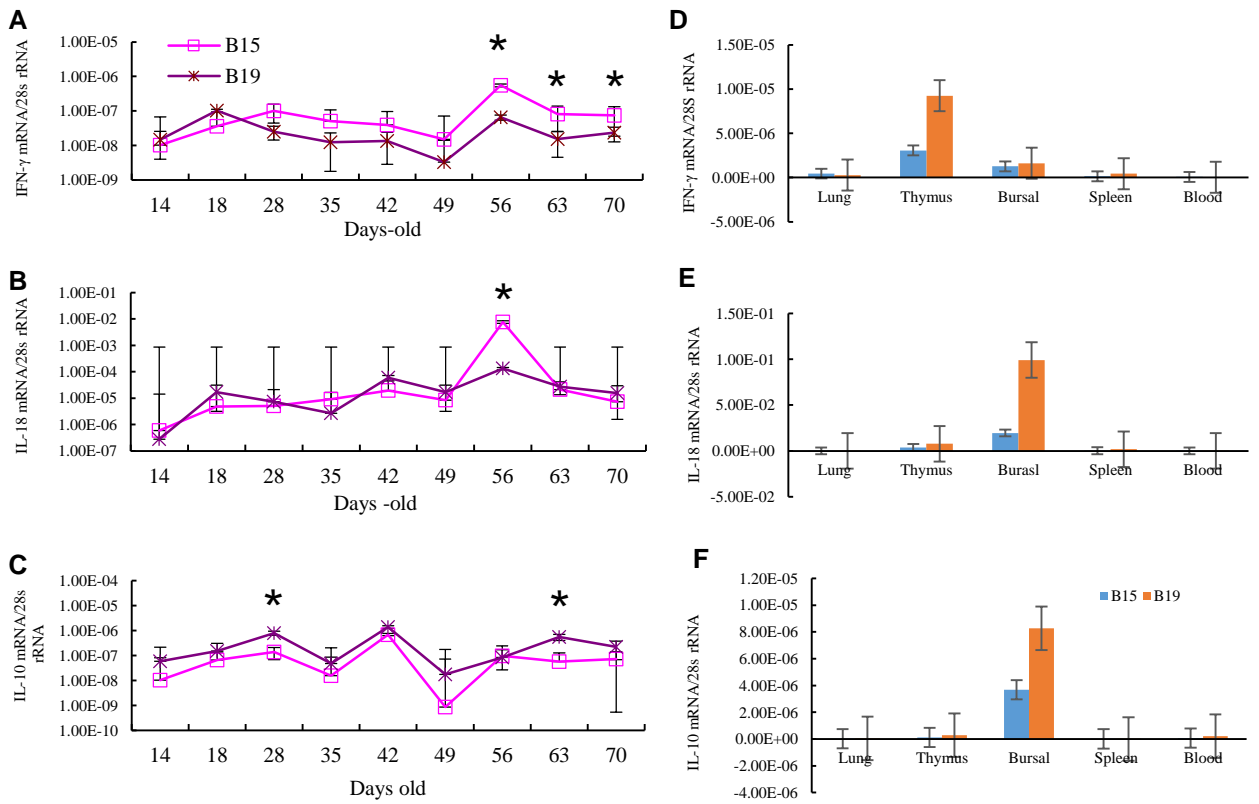 A
IFN-γ mRNA/28s rRNA
1.00E-05
1.00E-06
1.00E-07
1.00E-08
1.00E-09
B15
B19
* * *
14 18 28 35 42 49 56 63 70
Days-old
B
IL-18 mRNA/28s rRNA
1.00E-01
1.00E-02
1.00E-03
1.00E-04
1.00E-05
1.00E-06
1.00E-07
*
14 18 28 35 42 49 56 63 70
Days -old
C
IL-10 mRNA/28s
rRNA
1.00E-04
1.00E-05
1.00E-06
1.00E-07
1.00E-08
1.00E-09
1.00E-10
* *
14 18 28 35 42 49 56 63 70
Days old
D
IFN-γ mRNA/28S rRNA
1.50E-05
1.00E-05
5.00E-06
0.00E+00
-5.00E-06
Lung Thymus Bursal Spleen Blood
E
IL-18 mRNA/28s rRNA
1.50E-01
1.00E-01
5.00E-02
0.00E+00
-5.00E-02
Lung Thymus Burasl Spleen Blood
F
IL-10 mRNA/28s rRNA
1.20E-05
1.00E-05
8.00E-06
6.00E-06
4.00E-06
2.00E-06
0.00E+00
-2.00E-06
-4.00E-06
B15 B19
Lung Thymus Bursal Spleen Blood